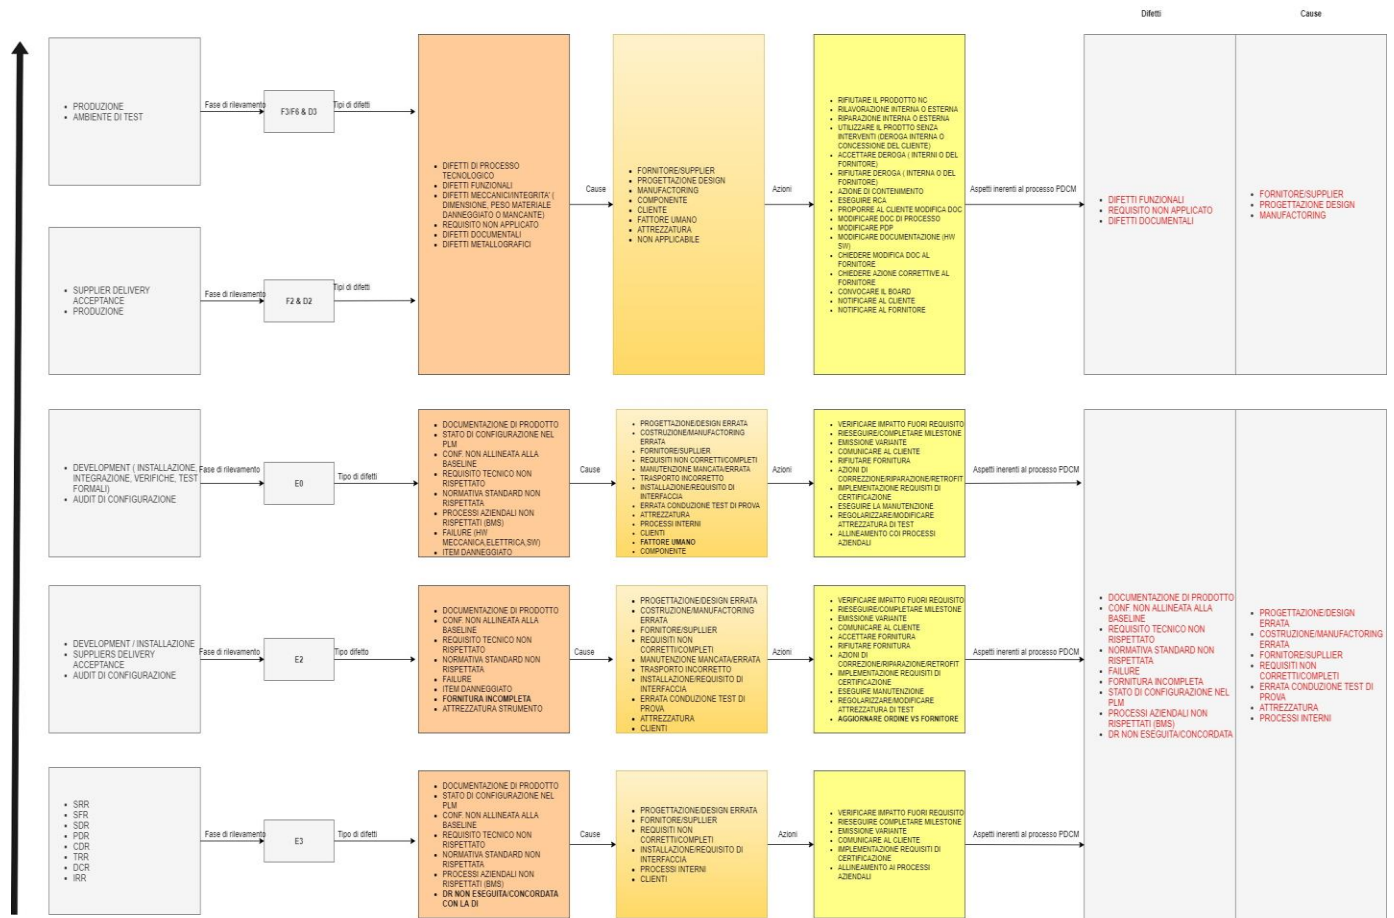 Difetti
Cause
PRODUZIONE
AMBIENTE DI TEST
Fase di rilevamento
F3/F6 & D3
Tipi di difetti
SUPPLIER DELIVERY
ACCEPTANCE
PRODUZIONE
Fase di rilevamento
F2 & D2
Tipi di difetti
DIFETTI DI PROCESSO
TECNOLOGICO
DIFETTI FUNZIONALI
DIFETTI MECCANICI/INTEGRITA' (
DIMENSIONE, PESO MATERIALE
DANNEGGIATO O MANCANTE)
REQUISITO NON APPLICATO
DIFETTI DOCUMENTALI
DIFETTI METALLOGRAFICI
Cause
FORNITORE/SUPPLIER
PROGETTAZIONE DESIGN
MANUFACTORING
COMPONENTE
CLIENTE
FATTORE UMANO
ATTREZZATURA
NON APPLICABILE
Azioni
RIFIUTARE IL PRODOTTO NC
RILAVORAZIONE INTERNA O ESTERNA
RIPARAZIONE INTERNA O ESTERNA
UTILIZZARE IL PRODTTO SENZA
INTERVENTI (DEROGA INTERNA O
CONCESSIONE DEL CLIENTE)
ACCETTARE DEROGA ( INTERNI O DEL
FORNITORE)
RIFIUTARE DEROGA ( INTERNA O DEL
FORNITORE)
AZIONE DI CONTENIMENTO
ESEGUIRE RCA
PROPORRE AL CLIENTE MODIFICA DOC
MODIFICARE DOC DI PROCESSO
MODIFICARE PDP
MODIFICARE DOCUMENTAZIONE (HW
SW)
CHIEDERE MODIFICA DOC AL
FORNITORE
CHIEDERE AZIONE CORRETTIVE AL
FORNITORE
CONVOCARE IL BOARD
NOTIFICARE AL CLIENTE
NOTIFICARE AL FORNITORE
Aspetti inerenti al processo PDCM
DIFETTI FUNZIONALI
REQUISITO NON APPLICATO
DIFETTI DOCUMENTALI
FORNITORE/SUPPLIER
PROGETTAZIONE DESIGN
MANUFACTORING
DEVELOPMENT ( INSTALLAZIONE,
INTEGRAZIONE, VERIFICHE, TEST
FORMALI)
AUDIT DI CONFIGURAZIONE
Fase di rilevamento
E0
Tipo di difetti
DOCUMENTAZIONE DI PRODOTTO
STATO DI CONFIGURAZIONE NEL
PLM
CONF. NON ALLINEATA ALLA
BASELINE
REQUISITO TECNICO NON
RISPETTATO
NORMATIVA STANDARD NON
RISPETTATA
PROCESSI AZIENDALI NON
RISPETTATI (BMS)
FAILURE (HW
MECCANICA,ELETTRICA,SW)
ITEM DANNEGGIATO
Cause
PROGETTAZIONE/DESIGN ERRATA
COSTRUZIONE/MANUFACTORING
ERRATA
FORNITORE/SUPLLIER
REQUISITI NON CORRETTI/COMPLETI
MANUTENZIONE MANCATA/ERRATA
TRASPORTO INCORRETTO
INSTALLAZIONE/REQUISITO DI
INTERFACCIA
ERRATA CONDUZIONE TEST DI PROVA
ATTREZZATURA
PROCESSI INTERNI
CLIENTI
FATTORE UMANO
COMPONENTE
Azioni
VERIFICARE IMPATTO FUORI REQUISITO
RIESEGUIRE/COMPLETARE MILESTONE
EMISSIONE VARIANTE
COMUNICARE AL CLIENTE
RIFIUTARE FORNITURA
AZIONI DI
CORREZZIONE/RIPARAZIONE/RETROFIT
IMPLEMENTAZIONE REQUISITI DI
CERTIFICAZIONE
ESEGUIRE LA MANUTENZIONE
REGOLARIZZARE/MODIFICARE
ATTREZZATURA DI TEST
ALLINEAMENTO COI PROCESSI
AZIENDALI
Aspetti inerenti al processo PDCM
DEVELOPMENT / INSTALLAZIONE
SUPPLIERS DELIVERY
ACCEPTANCE
AUDIT DI CONFIGURAZIONE
Fase di rilevamento
E2
Tipo difetto
DOCUMENTAZIONE DI PRODOTTO
CONF. NON ALLINEATA ALLA
BASELINE
REQUISITO TECNICO NON
RISPETTATO
NORMATIVA STANDARD NON
RISPETTATA
FAILURE
ITEM DANNEGGIATO
FORNITURA INCOMPLETA
ATTREZZATURA STRUMENTO
Cause
PROGETTAZIONE/DESIGN ERRATA
COSTRUZIONE/MANUFACTORING
ERRATA
FORNITORE/SUPLLIER
REQUISITI NON
CORRETTI/COMPLETI
MANUTENZIONE MANCATA/ERRATA
TRASPORTO INCORRETTO
INSTALLAZIONE/REQUISITO DI
INTERFACCIA
ERRATA CONDUZIONE TEST DI
PROVA
ATTREZZATURA
CLIENTI
Azioni
VERIFICARE IMPATTO FUORI REQUISITO
RIESEGUIRE/COMPLETARE MILESTONE
EMISSIONE VARIANTE
COMUNICARE AL CLIENTE
ACCETTARE FORNITURA
RIFIUTARE FORNITURA
AZIONI DI
CORREZIONE/RIPARAZIONE/RETROFIT
IMPLEMENTAZIONE REQUISITI DI
CERTIFICAZIONE
ESEGUIRE MANUTENZIONE
REGOLARIZZARE/MODIFICARE
ATTREZZATURA DI TEST
AGGIORNARE ORDINE VS FORNITORE
Aspetti inerenti al processo PDCM
DOCUMENTAZIONE DI PRODOTTO
CONF. NON ALLINEATA ALLA
BASELINE
REQUISITO TECNICO NON
RISPETTATO
NORMATIVA STANDARD NON
RISPETTATA
FAILURE
FORNITURA INCOMPLETA
STATO DI CONFIGURAZIONE NEL
PLM
PROCESSI AZIENDALI NON
RISPETTATI (BMS)
DR NON ESEGUITA/CONCORDATA
PROGETTAZIONE/DESIGN
ERRATA
COSTRUZIONE/MANUFACTORING
ERRATA
FORNITORE/SUPLLIER
REQUISITI NON
CORRETTI/COMPLETI
ERRATA CONDUZIONE TEST DI
PROVA
ATTREZZATURA
PROCESSI INTERNI
SRR
SFR
SDR
PDR
CDR
TRR
DCR
IRR
Fase di rilevamento
E3
Tipo di difetti
DOCUMENTAZIONE DI PRODOTTO
STATO DI CONFIGURAZIONE NEL
PLM
CONF. NON ALLINEATA ALLA
BASELINE
REQUISITO TECNICO NON
RISPETTATO
NORMATIVA STANDARD NON
RISPETTATA
PROCESSI AZIENDALI NON
RISPETTATI (BMS)
DR NON ESEGUITA/CONCORDATA
CON LA DI
Cause
PROGETTAZIONE/DESIGN ERRATA
FORNITORE/SUPLLIER
REQUISITI NON
CORRETTI/COMPLETI
INSTALLAZIONE/REQUISITO DI
INTERFACCIA
PROCESSI INTERNI
CLIENTI
Azioni
VERIFICARE IMPATTO FUORI REQUISITO
RIESEGUIRE COMPLETARE MILESTONE
EMISSIONE VARIANTE
COMUNICARE AL CLIENTE
IMPLEMENTAZIONE REQUISITI DI
CERTIFICAZIONE
ALLINEAMENTO AI PROCESSI
AZIENDALI
Aspetti inerenti al processo PDCM